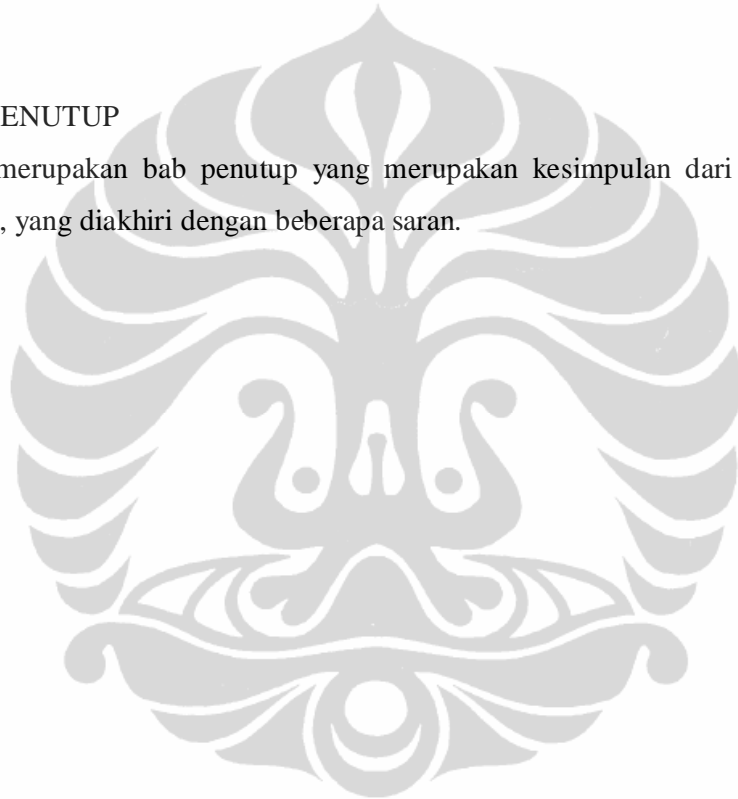 ENUTUP
merupakan bab penutup yang merupakan kesimpulan dari
, yang diakhiri dengan beberapa saran.